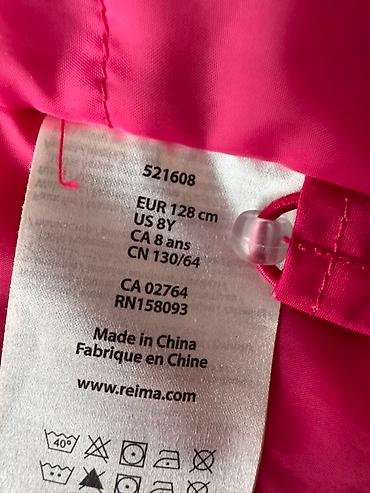 521608
EUR 128 cm
US 8Y
CA 8 ans
CN 130/64
CA 02764
RN158093
Made in China
Fabrique en Chine
www.reima.com
40°